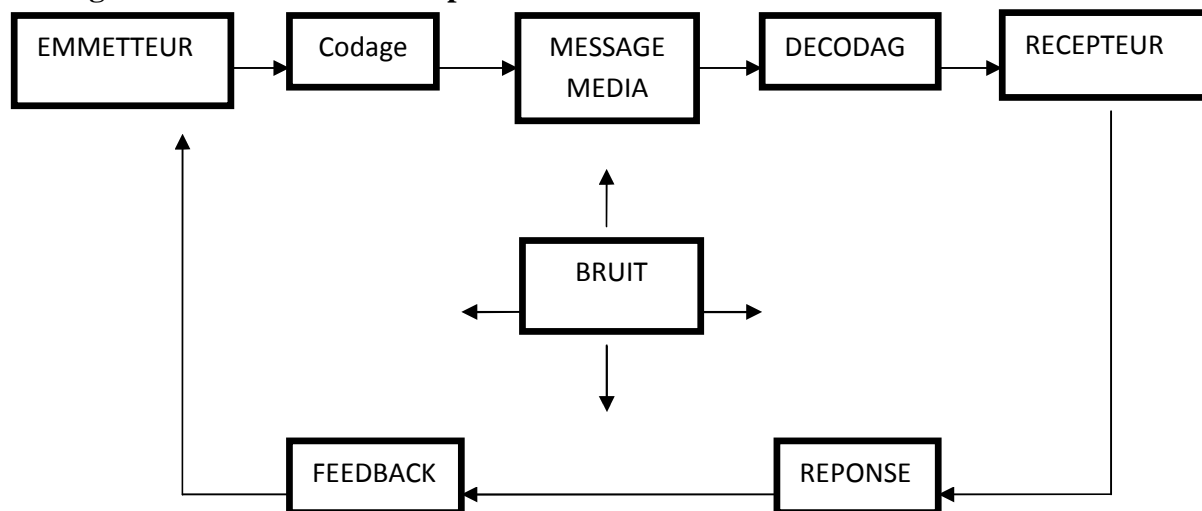 EMMETTEUR
Codage
MESSAGE
MEDIA
DECODAG
RECEPTEUR
BRUIT
FEEDBACK
REPONSE